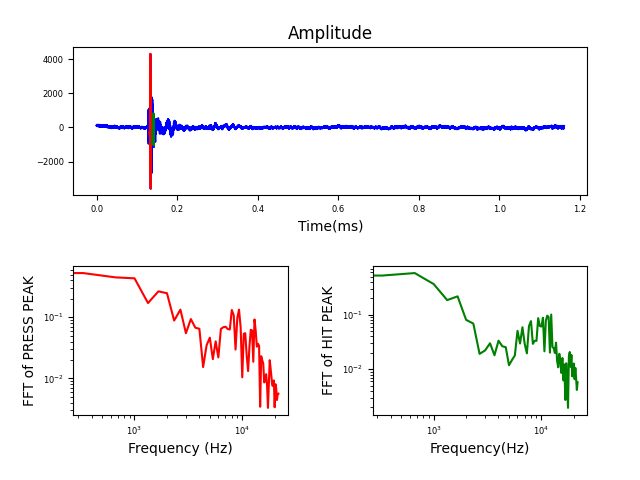 Amplitude
4000
2000
0
−2000
0.0 0.2 0.4 0.6 0.8 1.0 1.2
Time(ms)
FFT of PRESS PEAK
10⁻¹
10⁻²
10³ 10⁴
Frequency (Hz)
FFT of HIT PEAK
10⁻¹
10⁻²
10³ 10⁴
Frequency(Hz)